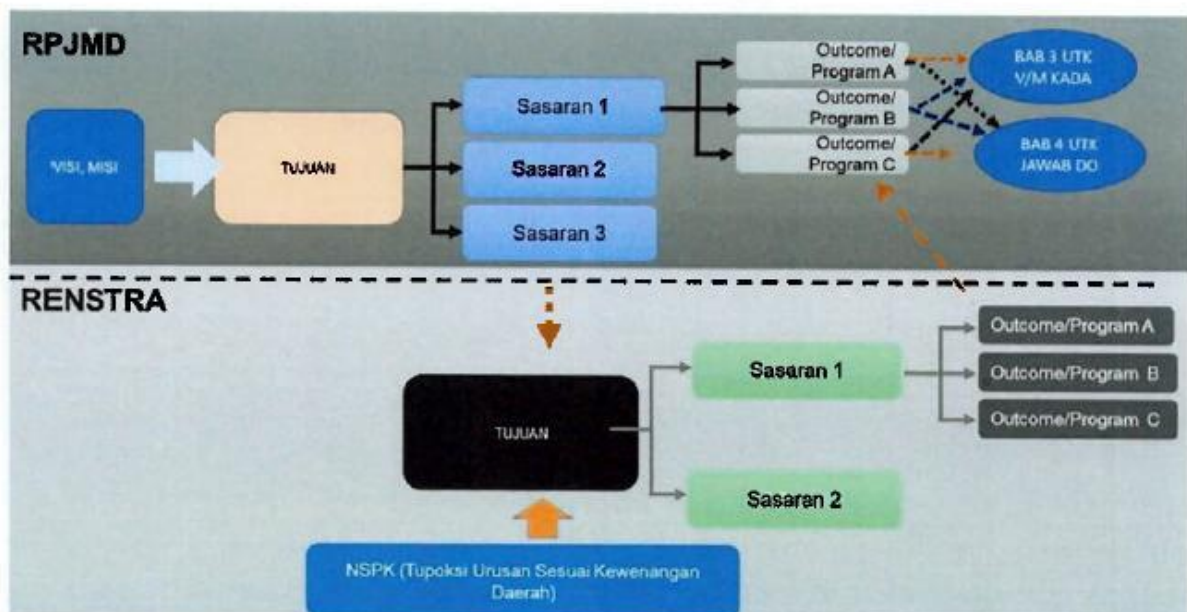 RPJMD
VISI, MISI
TUJUAN
Sasaran 1
Sasaran 2
Sasaran 3
Outcome/
Program A
Outcome/
Program B
Outcome/
Program C
BAB 3 UTK
V/M KADA
BAB 4 UTK
JAWAB DO
RENSTRA
TUJUAN
Sasaran 1
Sasaran 2
Outcome/Program A
Outcome/Program B
Outcome/Program C
NSPK (Tupoksi Urusan Sesuai Kewenangan
Daerah)